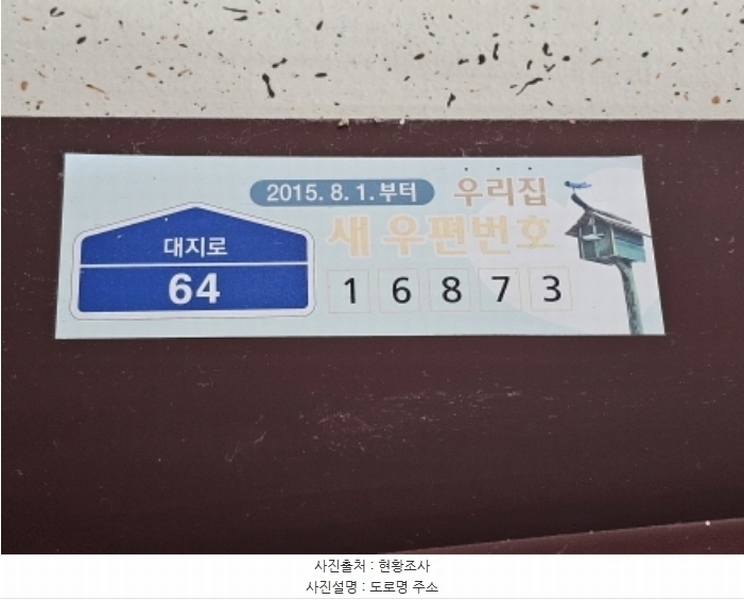 2015. 8. 1.부터 우리집
새 우편번호
대지로
64
1 6 8 7 3
사진출처 : 현황조사
사진설명 : 도로명 주소